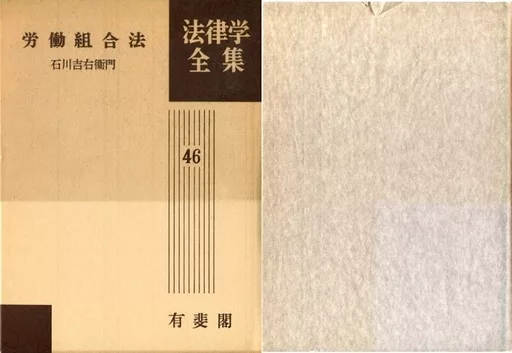 労働組合法
石川吉右衞門
法律学
全集
46
有斐閣